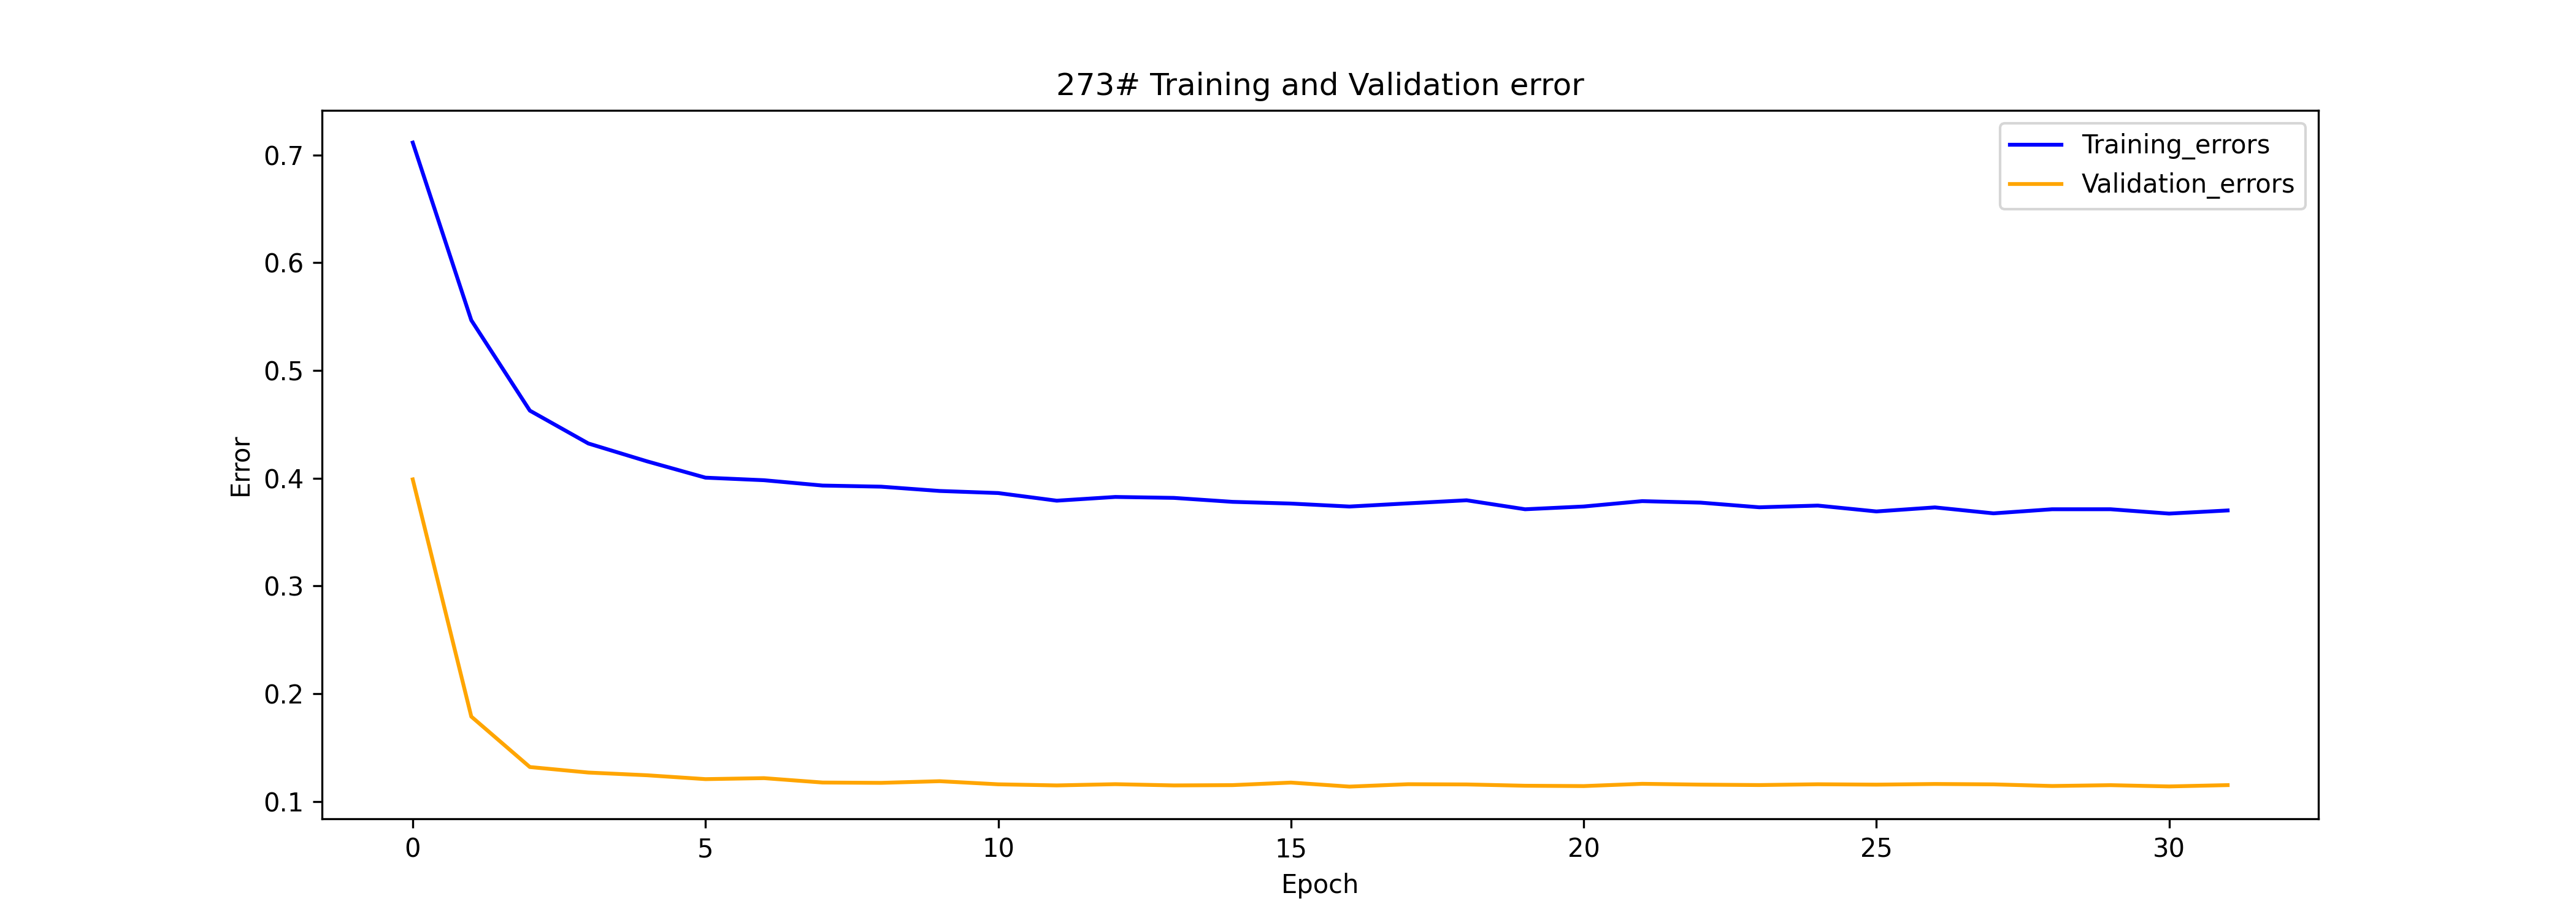 273# Training and Validation error
Training_errors
Validation_errors
Error
0.7
0.6
0.5
0.4
0.3
0.2
0.1
0 5 10 15 20 25 30
Epoch